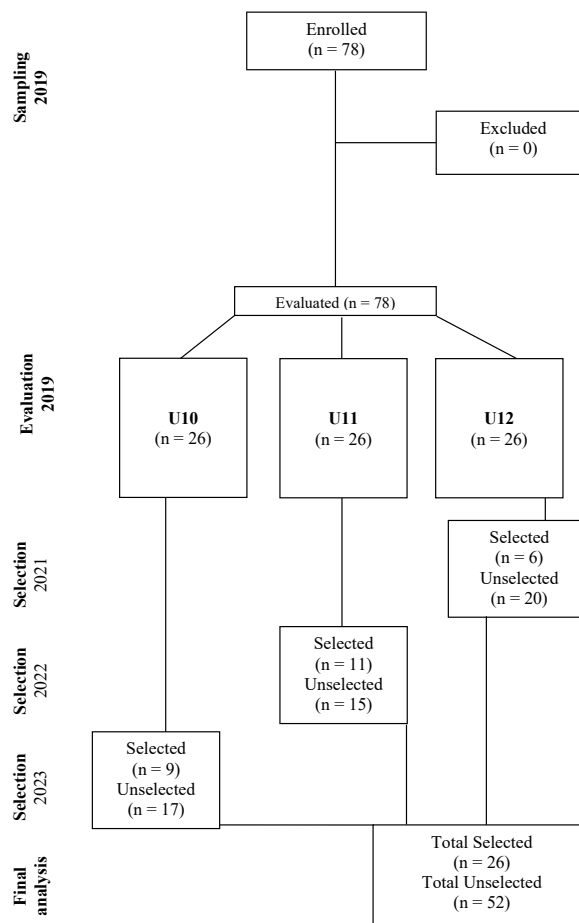 Sampling
2019
Enrolled
(n = 78)
Excluded
(n = 0)
Evaluated (n = 78)
Evaluation
2019
U10
(n = 26)
U11
(n = 26)
U12
(n = 26)
Selection
2021
Selected
(n = 6)
Unselected
(n = 20)
Selection
2022
Selected
(n = 11)
Unselected
(n = 15)
Selection
2023
Selected
(n = 9)
Unselected
(n = 17)
Final
analysis
Total Selected
(n = 26)
Total Unselected
(n = 52)